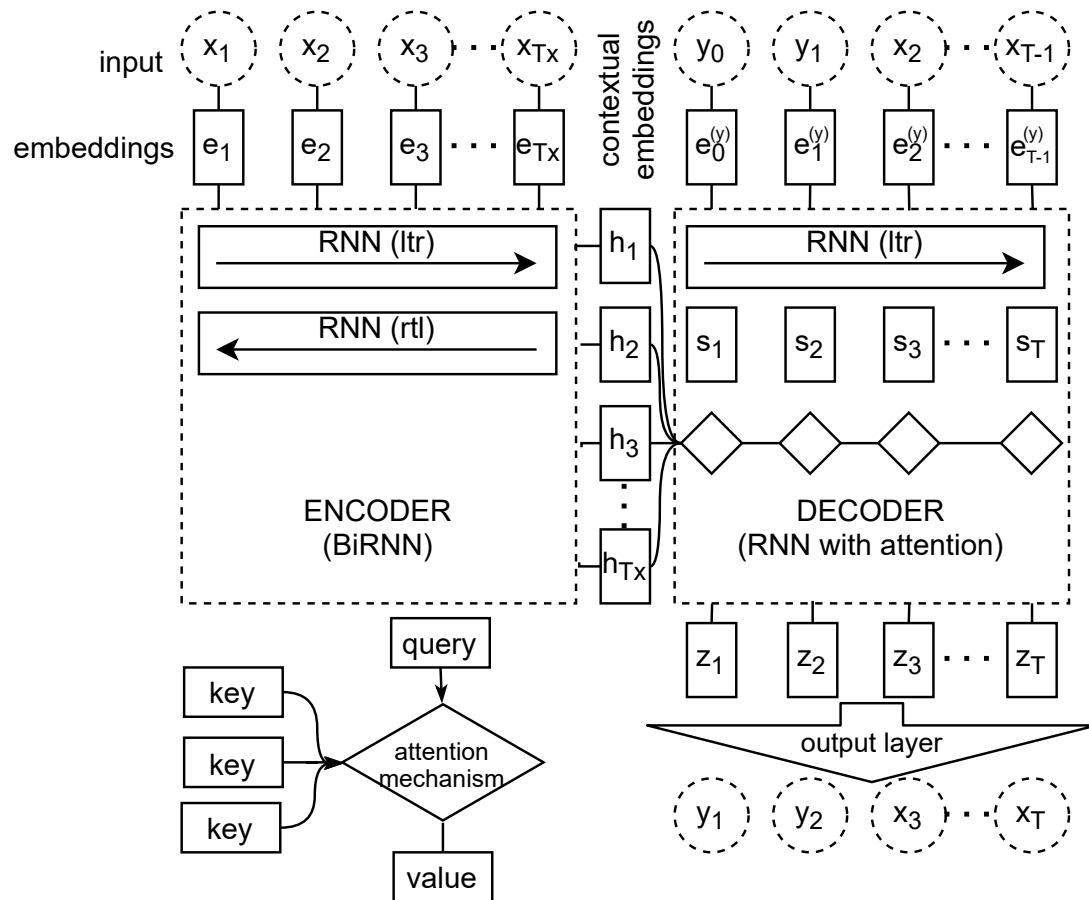 input
x1 x2 x3 ··· xTx
y0 y1 x2 ··· xT-1
embeddings
e1 e2 e3 ··· eTx
contextual
embeddings
e0(y) e1(y) e2(y) ··· eT-1(y)
RNN (ltr)
RNN (rtl)
ENCODER
(BiRNN)
h1
h2
h3
hTx
RNN (ltr)
s1 s2 s3 ··· sT
DECODER
(RNN with attention)
z1 z2 z3 ··· zT
output layer
y1 y2 x3 ··· xT
query
key
key
key
attention
mechanism
value